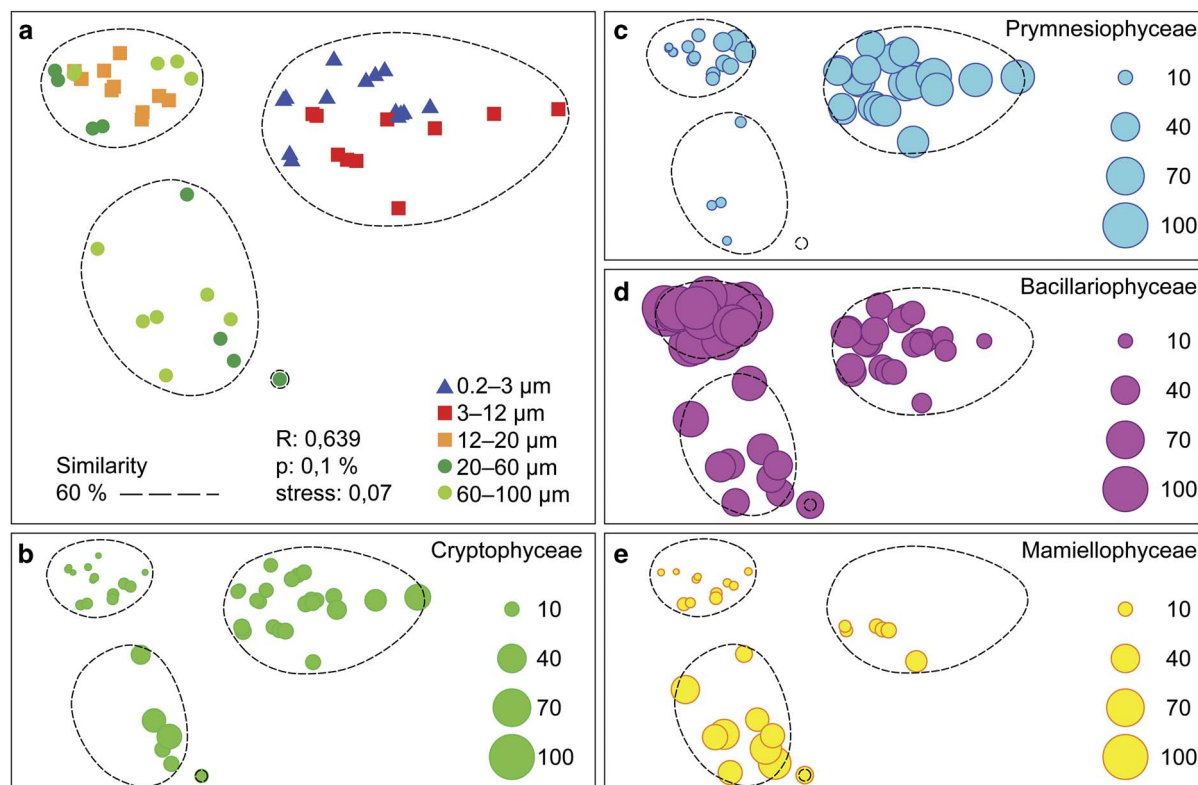 a
0.2–3 µm
3–12 µm
12–20 µm
20–60 µm
60–100 µm
R: 0,639
p: 0,1 %
stress: 0,07
Similarity
60 %
b
Cryptophyceae
10
40
70
100
c
Prymnesiophyceae
10
40
70
100
d
Bacillariophyceae
10
40
70
100
e
Mamiellophyceae
10
40
70
100